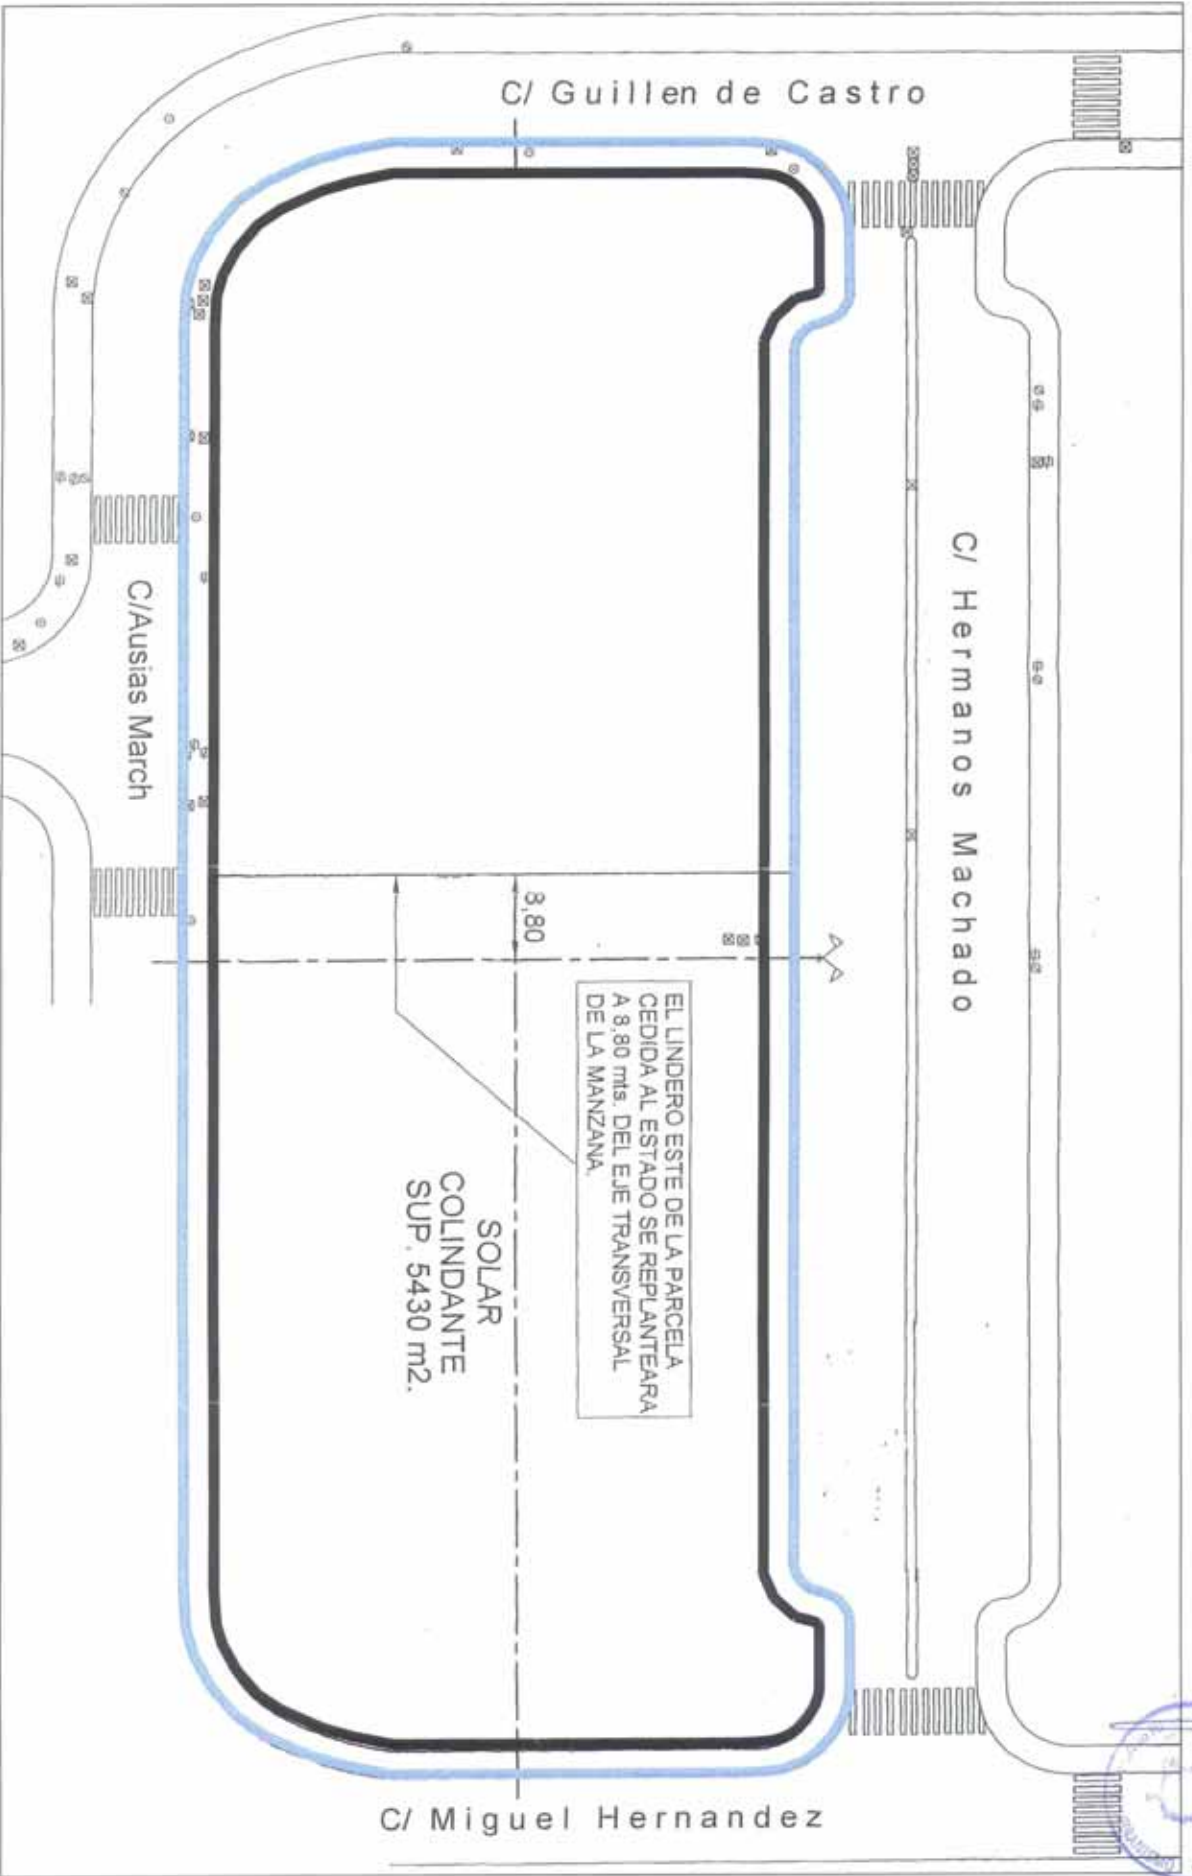 C/ Guillen de Castro
C/ Hermanos Machado
C/Ausias March
8,80
EL LINDERO ESTE DE LA PARCELA
CEDIDA AL ESTADO SE REPLANTEARA
A 8,80 mts. DEL EJE TRANSVERSAL
DE LA MANZANA.
SOLAR
COLINDANTE
SUP. 5430 m2.
C/ Miguel Hernandez